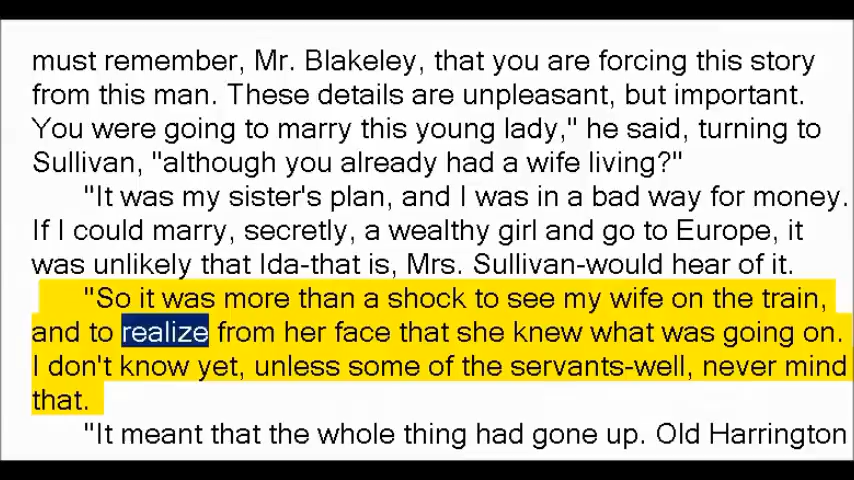 must remember, Mr. Blakeley, that you are forcing this story
from this man. These details are unpleasant, but important.
You were going to marry this young lady," he said, turning to
Sullivan, "although you already had a wife living?"
"It was my sister's plan, and I was in a bad way for money.
If I could marry, secretly, a wealthy girl and go to Europe, it
was unlikely that Ida-that is, Mrs. Sullivan-would hear of it.
"So it was more than a shock to see my wife on the train,
and to realize from her face that she knew what was going on.
I don't know yet, unless some of the servants-well, never mind
that.
"It meant that the whole thing had gone up. Old Harrington